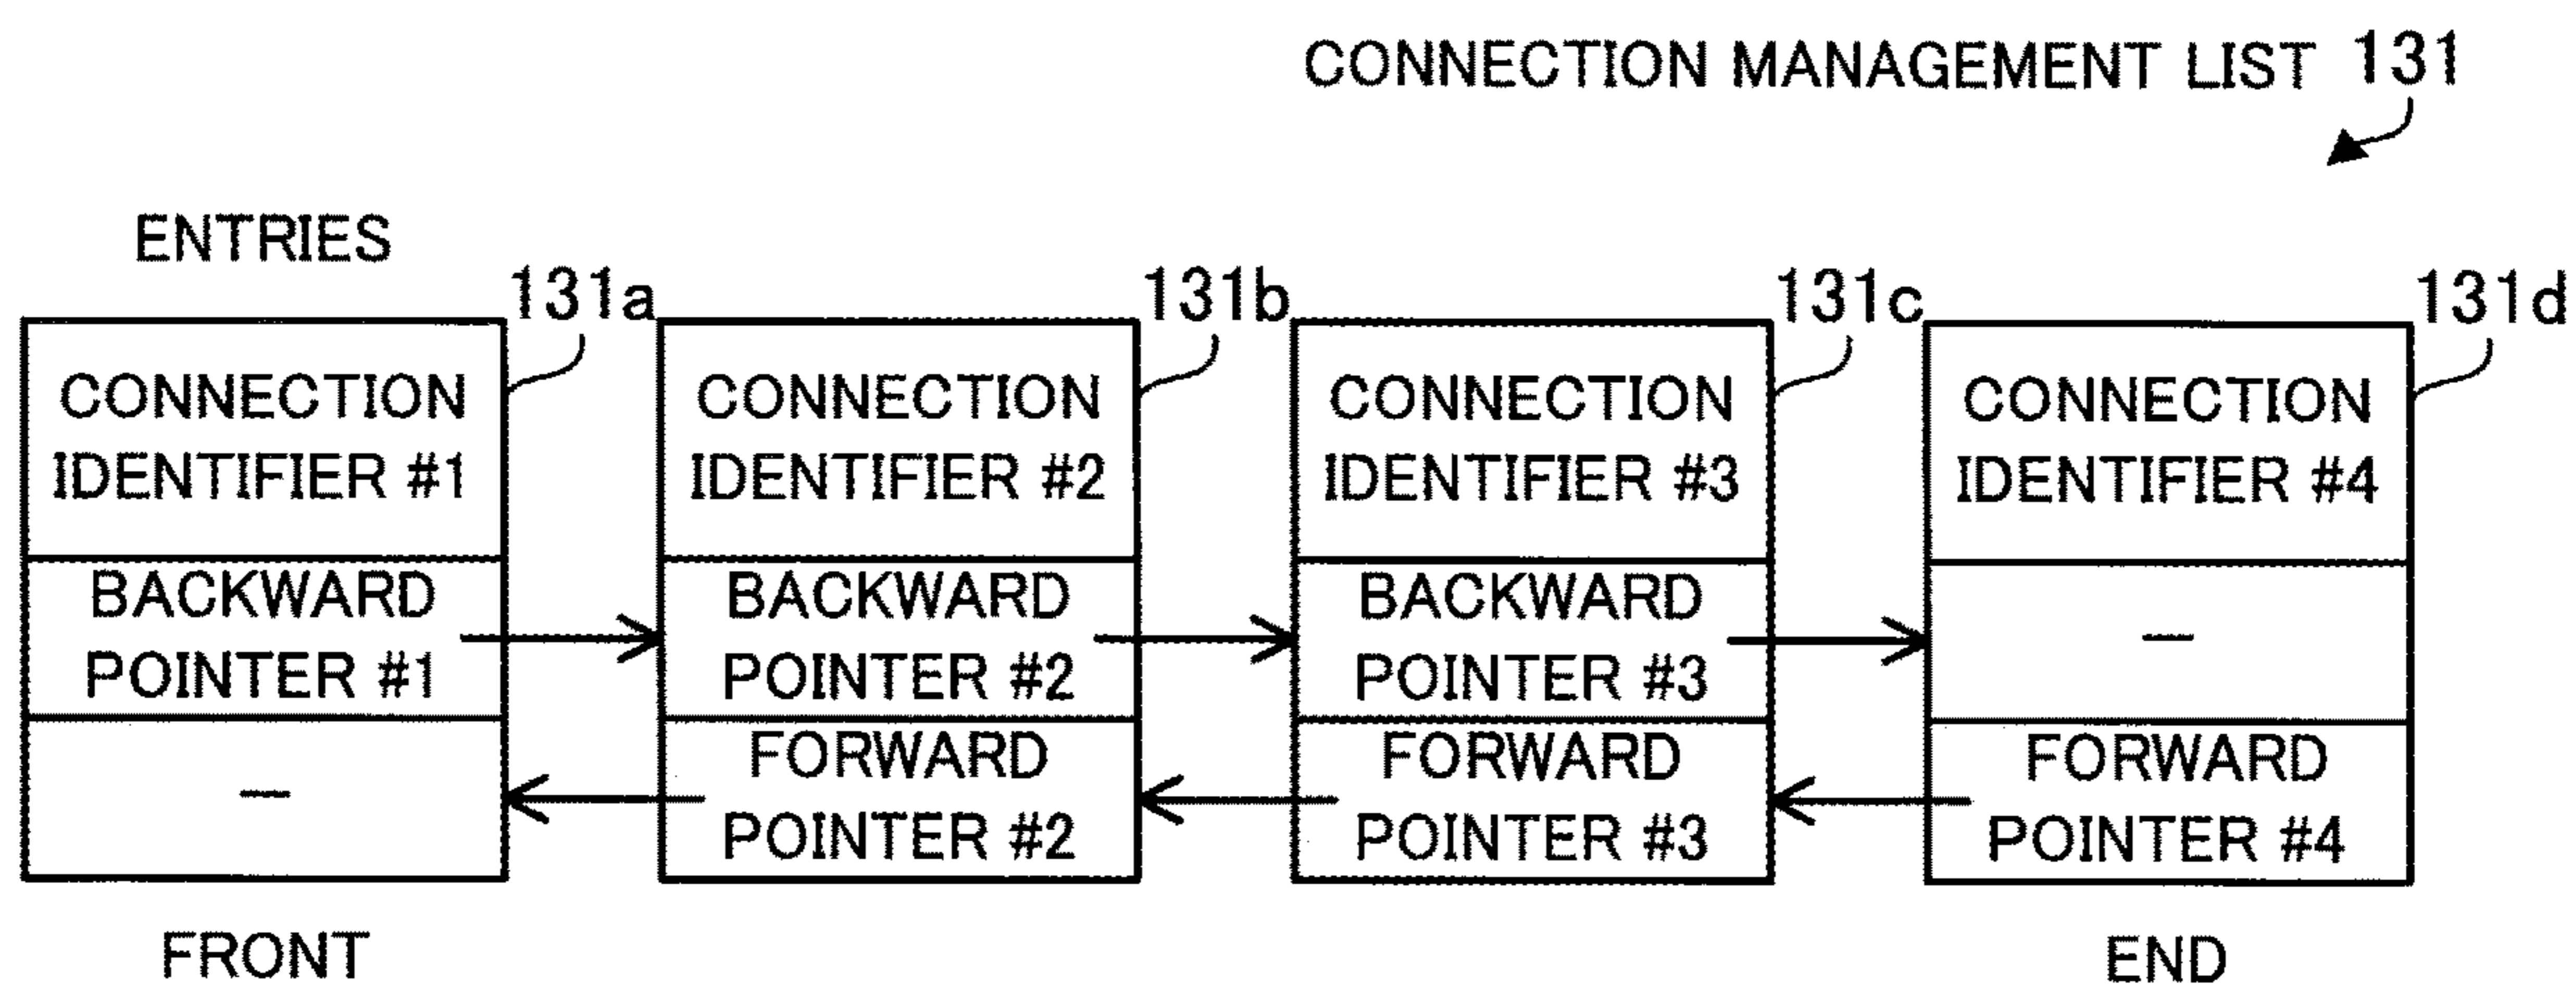 CONNECTION MANAGEMENT LIST 131
ENTRIES
131a
CONNECTION
IDENTIFIER #1
BACKWARD
POINTER #1
—
FRONT
131b
CONNECTION
IDENTIFIER #2
BACKWARD
POINTER #2
FORWARD
POINTER #2
131c
CONNECTION
IDENTIFIER #3
BACKWARD
POINTER #3
FORWARD
POINTER #3
131d
CONNECTION
IDENTIFIER #4
—
FORWARD
POINTER #4
END